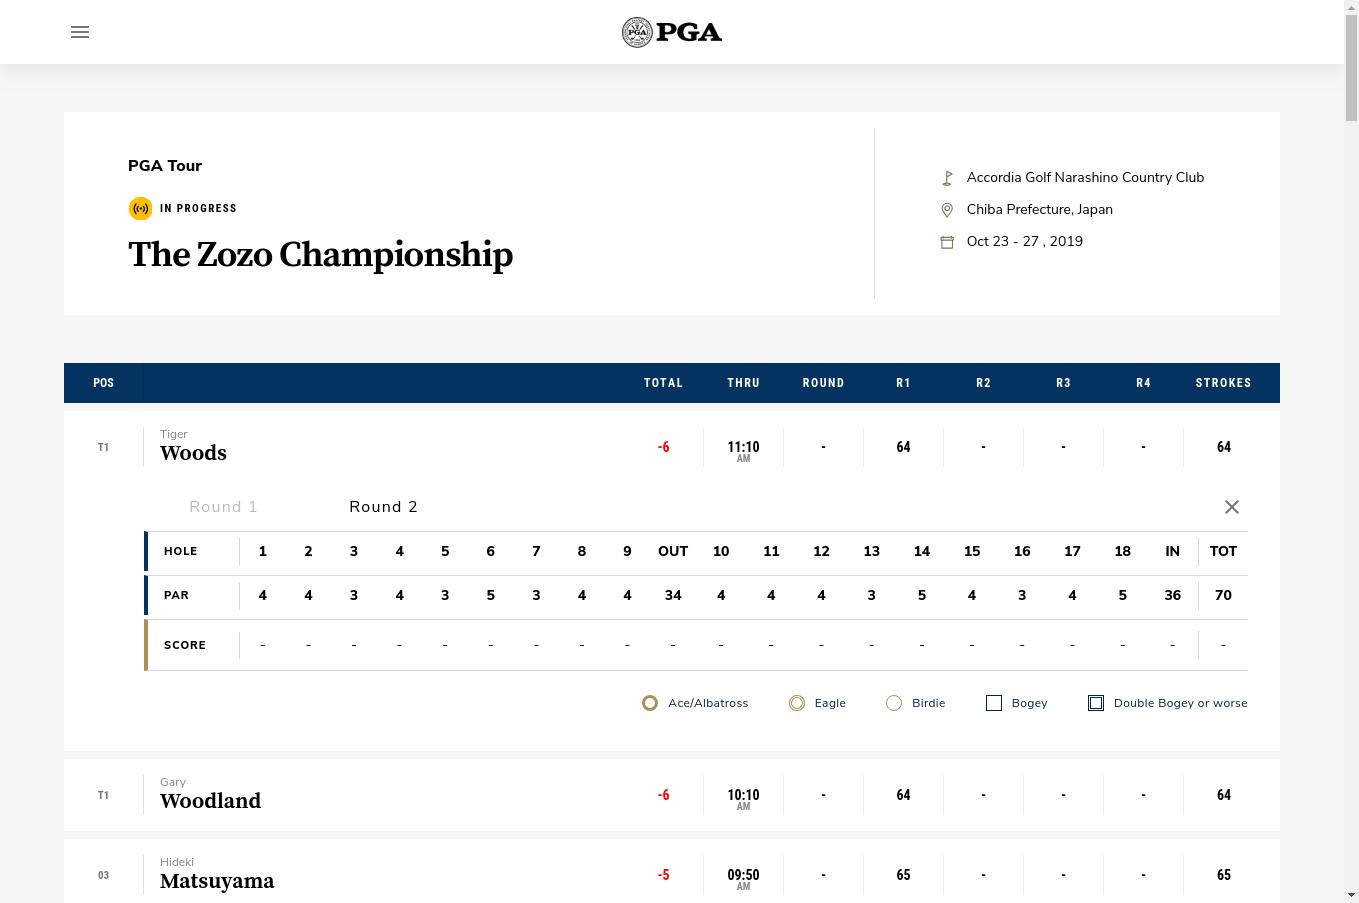 PGA PGA
PGA Tour
IN PROGRESS
The Zozo Championship
Accordia Golf Narashino Country Club
Chiba Prefecture, Japan
Oct 23 - 27 , 2019
POS TOTAL THRU ROUND R1 R2 R3 R4 STROKES
Tiger
T1 Woods -6 11:10 - 64 - - - 64
AM
Round 1 Round 2
HOLE 1 2 3 4 5 6 7 8 9 OUT 10 11 12 13 14 15 16 17 18 IN TOT
PAR 4 4 3 4 3 5 3 4 4 34 4 4 4 3 5 4 3 4 5 36 70
SCORE - - - - - - - - - - - - - - - - - - - - -
Ace/Albatross Eagle Birdie Bogey Double Bogey or worse
Gary
T1 Woodland -6 10:10 - 64 - - - 64
AM
Hideki
03 Matsuyama -5 09:50 - 65 - - - 65
AM